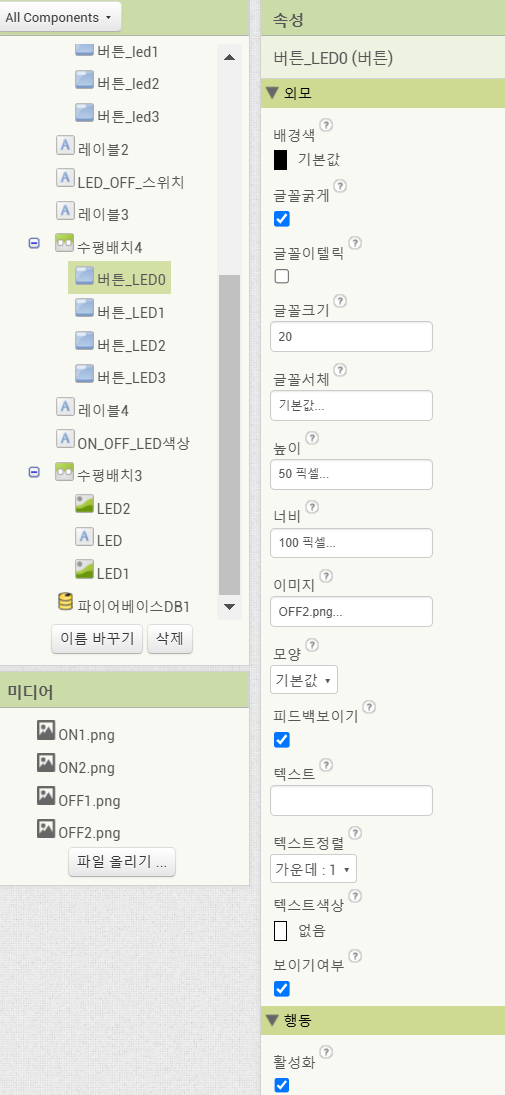 All Components
버튼_led1
버튼_led2
버튼_led3
레이블2
LED_OFF_스위치
레이블3
수평배치4
버튼_LED0
버튼_LED1
버튼_LED2
버튼_LED3
레이블4
ON_OFF_LED색상
수평배치3
LED2
LED
LED1
파이어베이스DB1
이름 바꾸기 삭제
미디어
ON1.png
ON2.png
OFF1.png
OFF2.png
파일 올리기 ...
속성
버튼_LED0 (버튼)
외모
배경색
기본값
글꼴굵게
글꼴이텔릭
글꼴크기
20
글꼴서체
기본값...
높이
50 픽셀...
너비
100 픽셀...
이미지
OFF2.png...
모양
기본값
피드백보이기
텍스트
텍스트정렬
가운데 : 1
텍스트색상
없음
보이기여부
행동
활성화